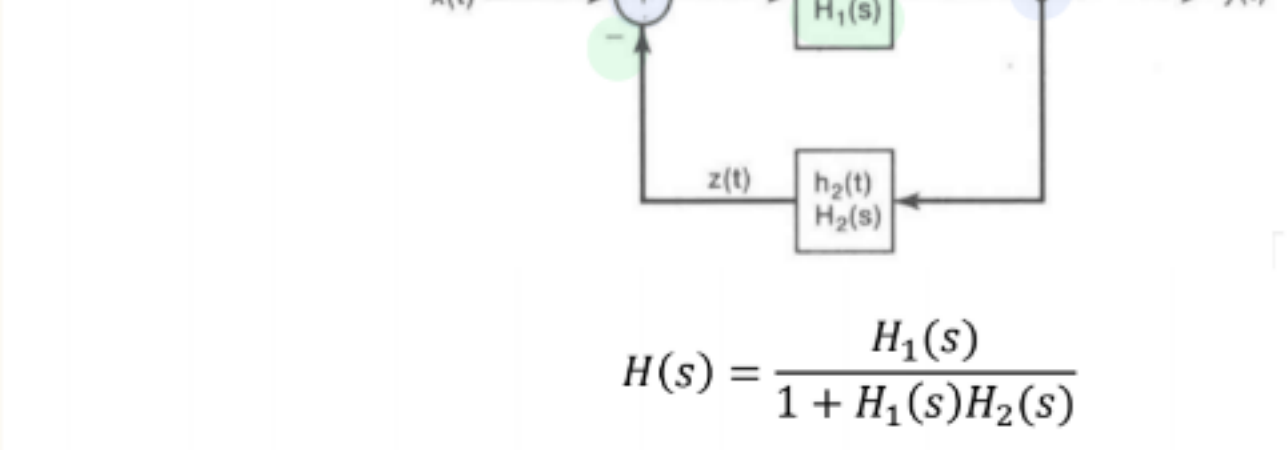 H₁(s)
−
z(t)
h₂(t)
H₂(s)
H(s) = H₁(s) / (1 + H₁(s)H₂(s))